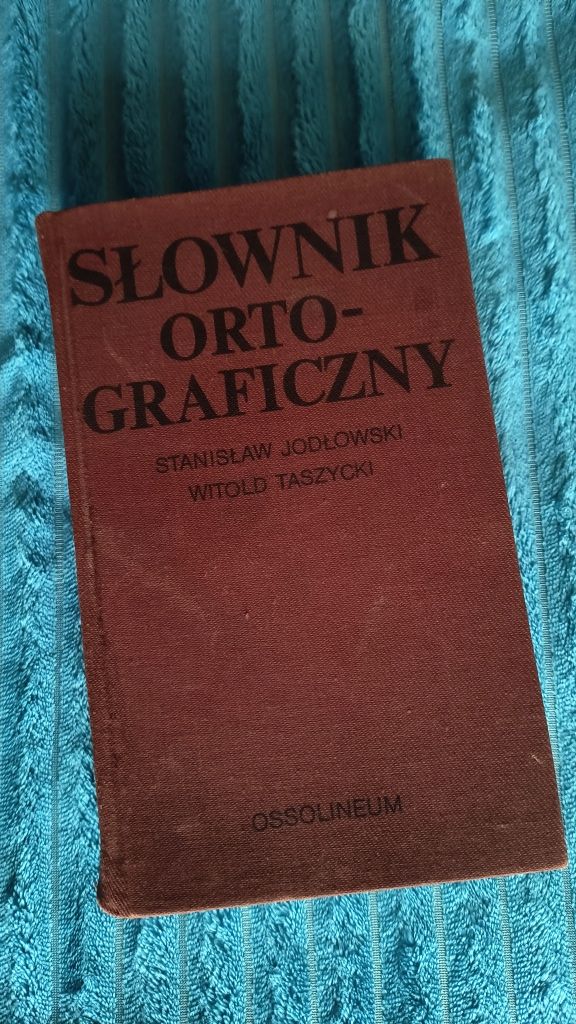 SŁOWNIK
ORTO-
GRAFICZNY
STANISŁAW JODŁOWSKI
WITOLD TASZYCKI
OSSOLINEUM